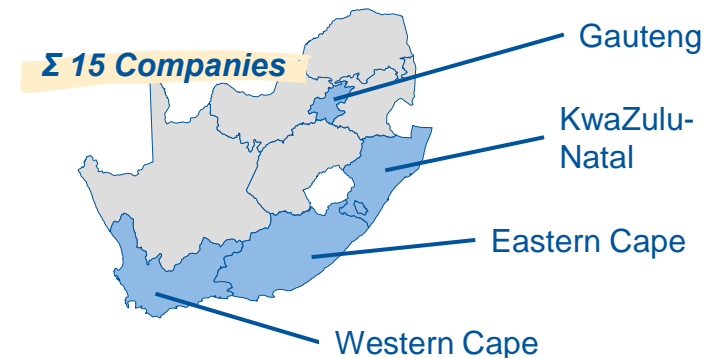 Gauteng
Σ 15 Companies
KwaZulu-
Natal
Eastern Cape
Western Cape